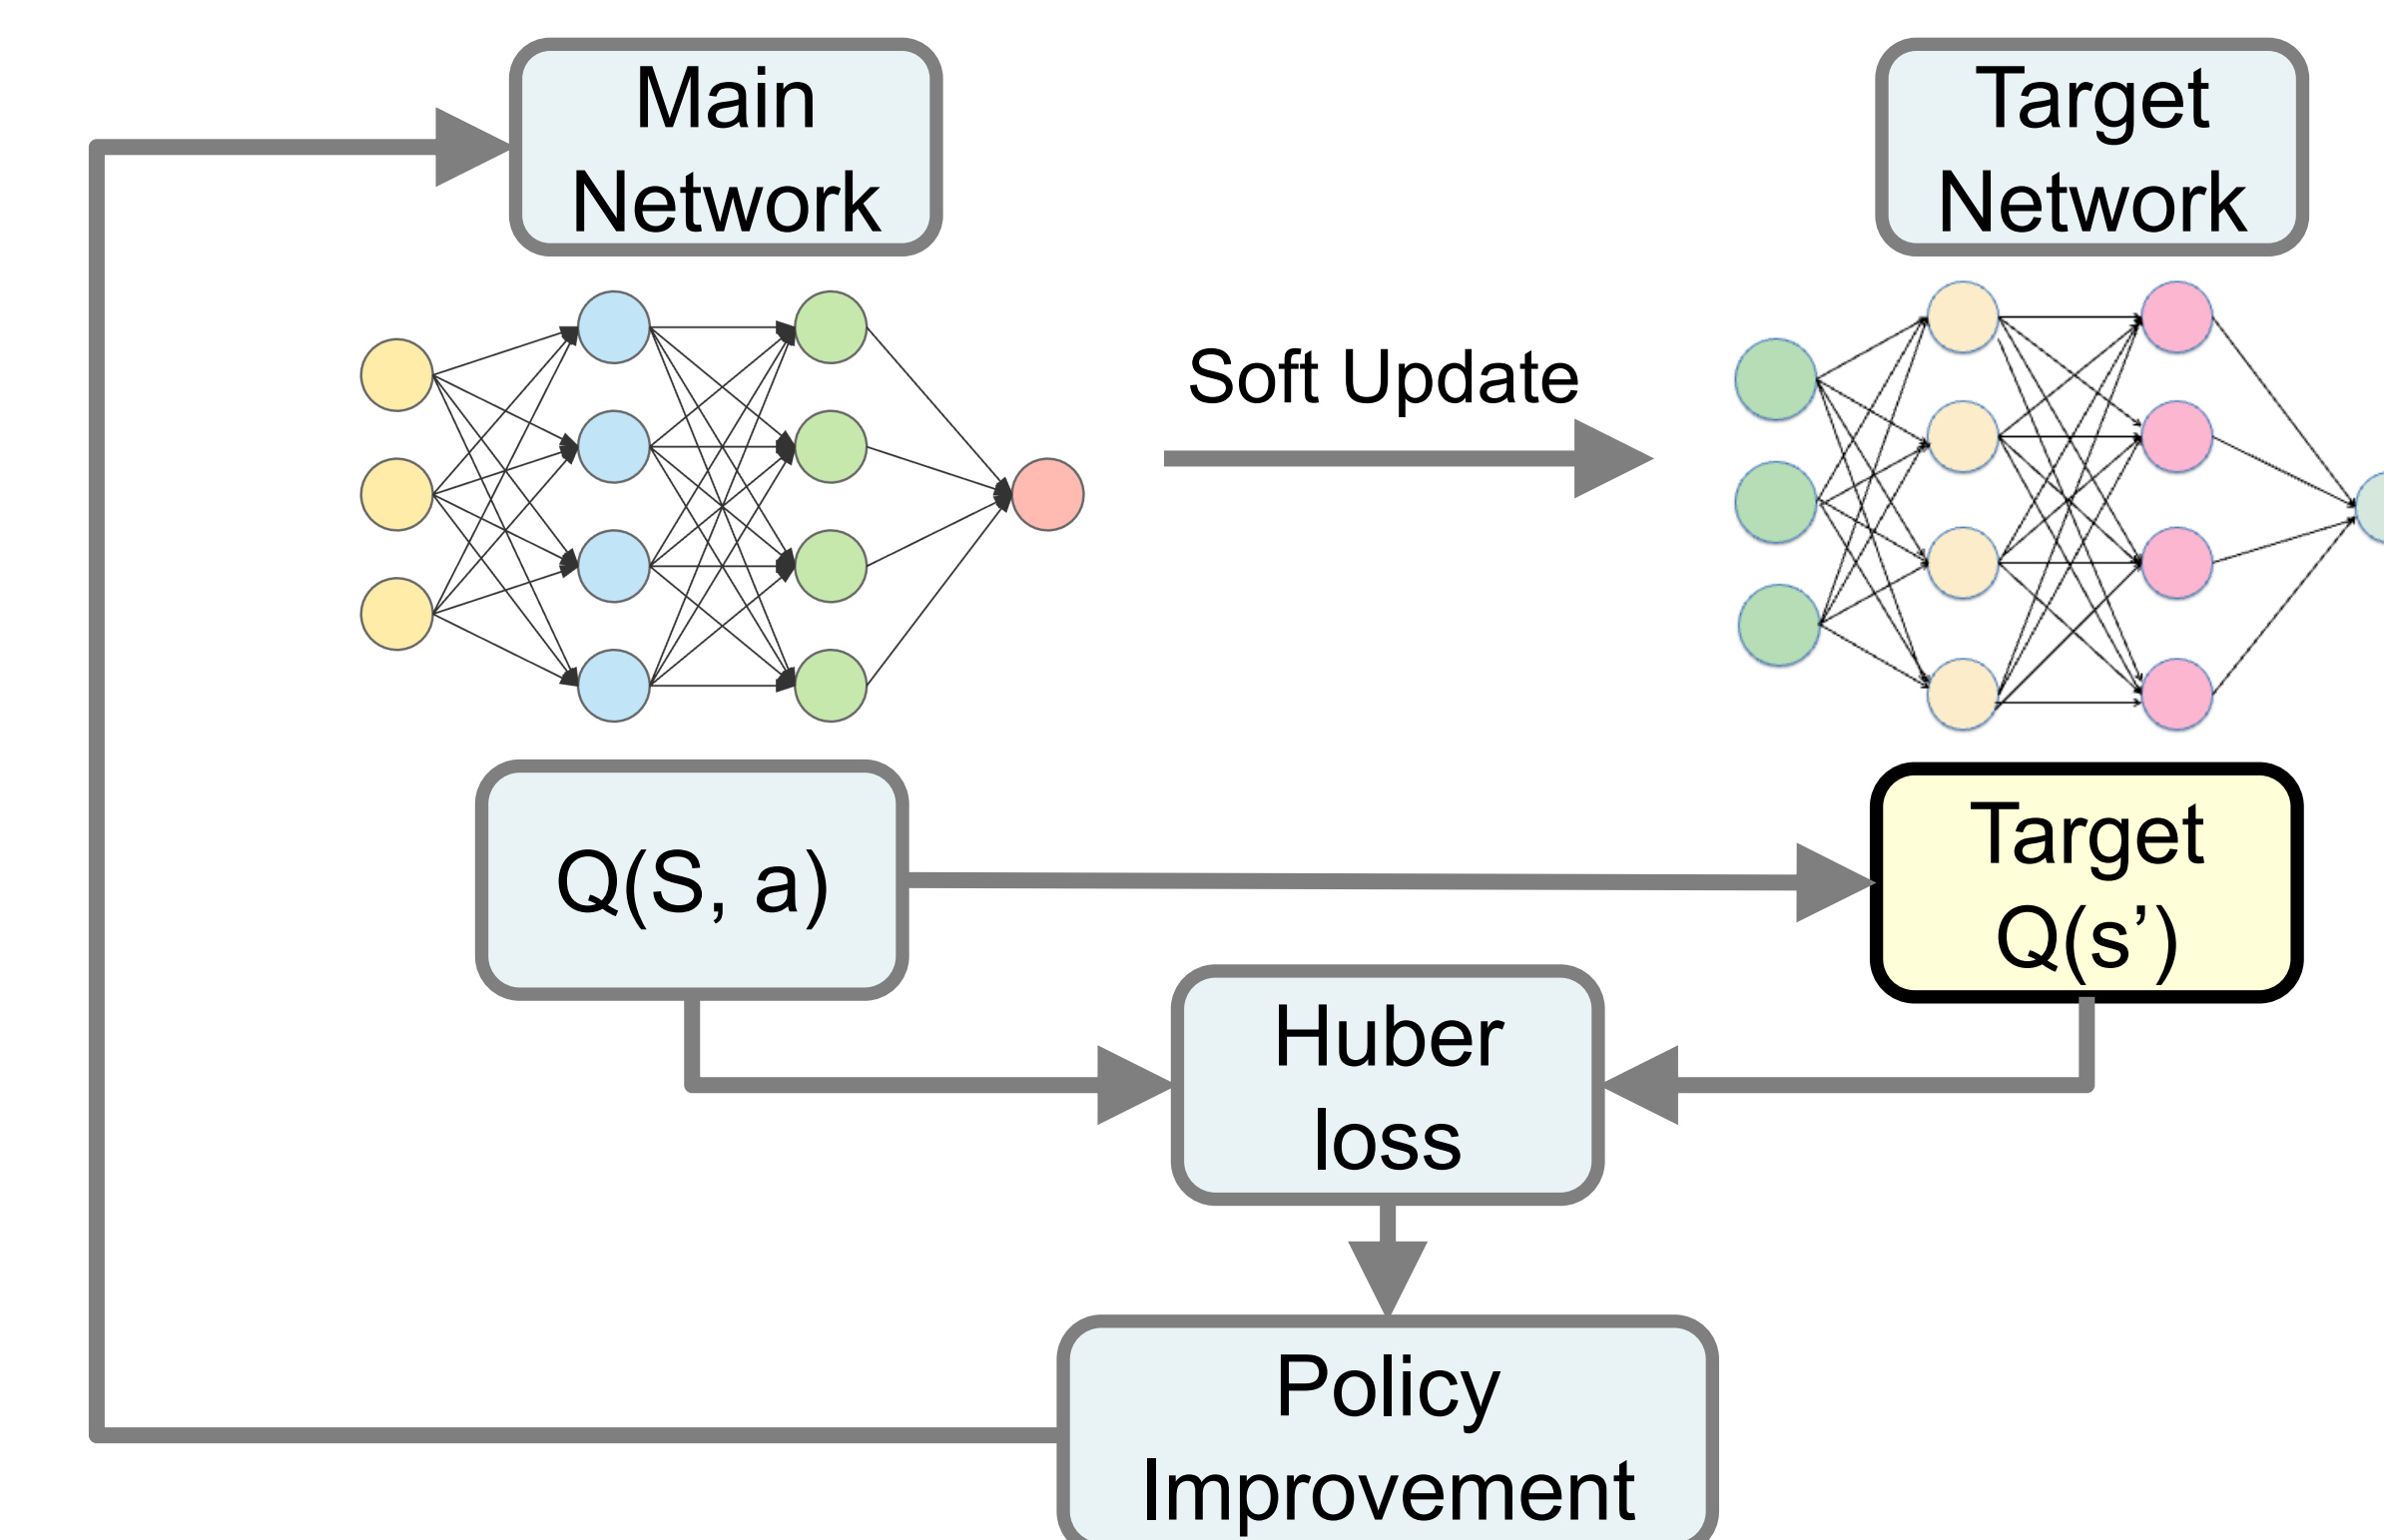 Main
Network
Target
Network
Soft Update
Q(S, a)
Target
Q(s’)
Huber
loss
Policy
Improvement